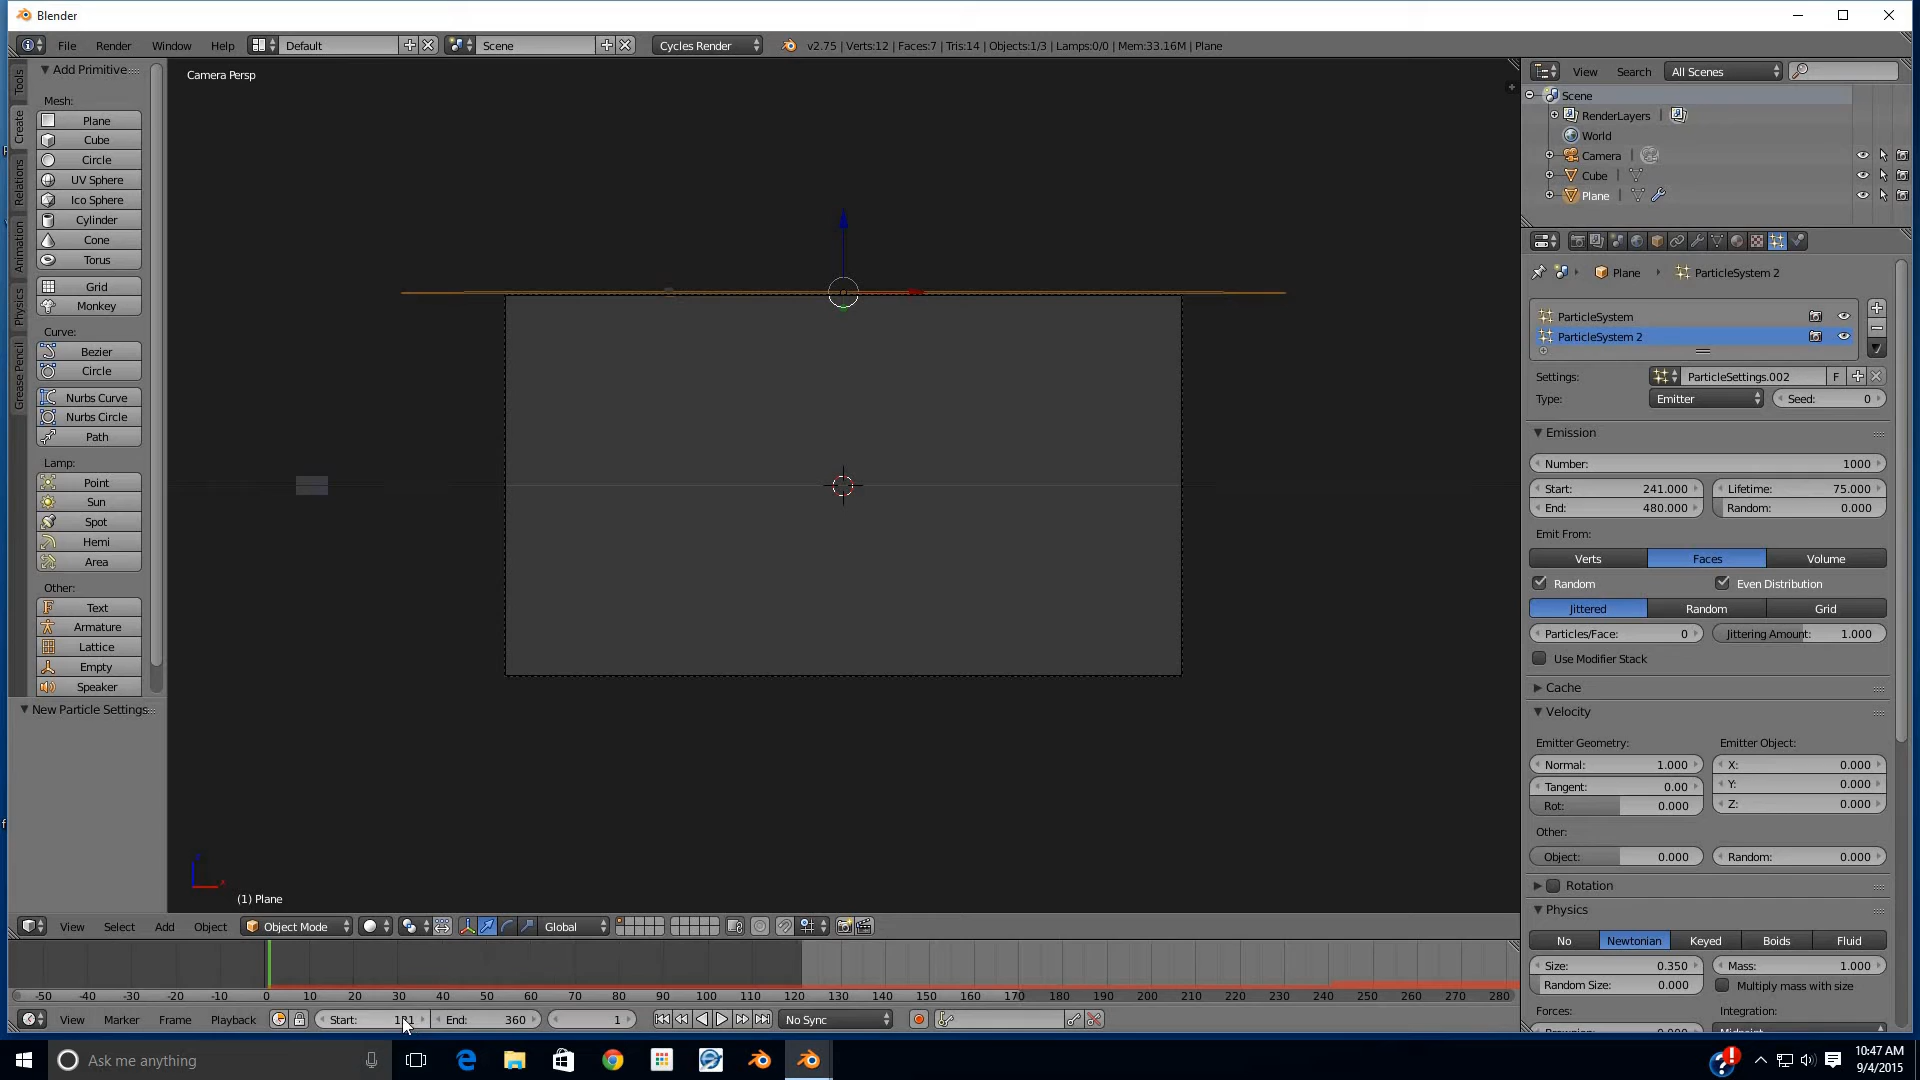 Blender
File Render Window Help Default Scene Cycles Render v2.75 | Verts:12 | Faces:7 | Tris:14 | Objects:1/3 | Lamps:0/0 | Mem:33.16M | Plane
Tools
Create
Relations
Animation
Physics
Grease Pencil
Add Primitive
Mesh:
Plane
Cube
Circle
UV Sphere
Ico Sphere
Cylinder
Cone
Torus
Grid
Monkey
Curve:
Bezier
Circle
Nurbs Curve
Nurbs Circle
Path
Lamp:
Point
Sun
Spot
Hemi
Area
Other:
Text
Armature
Lattice
Empty
Speaker
New Particle Settings
Camera Persp
(1) Plane
View Search All Scenes
Scene
RenderLayers
World
Camera
Cube
Plane
Plane ParticleSystem 2
ParticleSystem
ParticleSystem 2
Settings: ParticleSettings.002 F
Type: Emitter Seed: 0
Emission
Number: 1000
Start: 241.000 Lifetime: 75.000
End: 480.000 Random: 0.000
Emit From:
Verts Faces Volume
Random Even Distribution
Jittered Random Grid
Particles/Face: 0 Jittering Amount: 1.000
Use Modifier Stack
Cache
Velocity
Emitter Geometry: Emitter Object:
Normal: 1.000 X: 0.000
Tangent: 0.00 Y: 0.000
Rot: 0.000 Z: 0.000
Other:
Object: 0.000 Random: 0.000
Rotation
Physics
No Newtonian Keyed Boids Fluid
Size: 0.350 Mass: 1.000
Random Size: 0.000 Multiply mass with size
Forces: Integration:
View Select Add Object Object Mode Global
-50 -40 -30 -20 -10 0 10 20 30 40 50 60 70 80 90 100 110 120 130 140 150 160 170 180 190 200 210 220 230 240 250 260 270 280
View Marker Frame Playback Start: End: 360 1 No Sync
Ask me anything
10:47 AM
9/4/2015